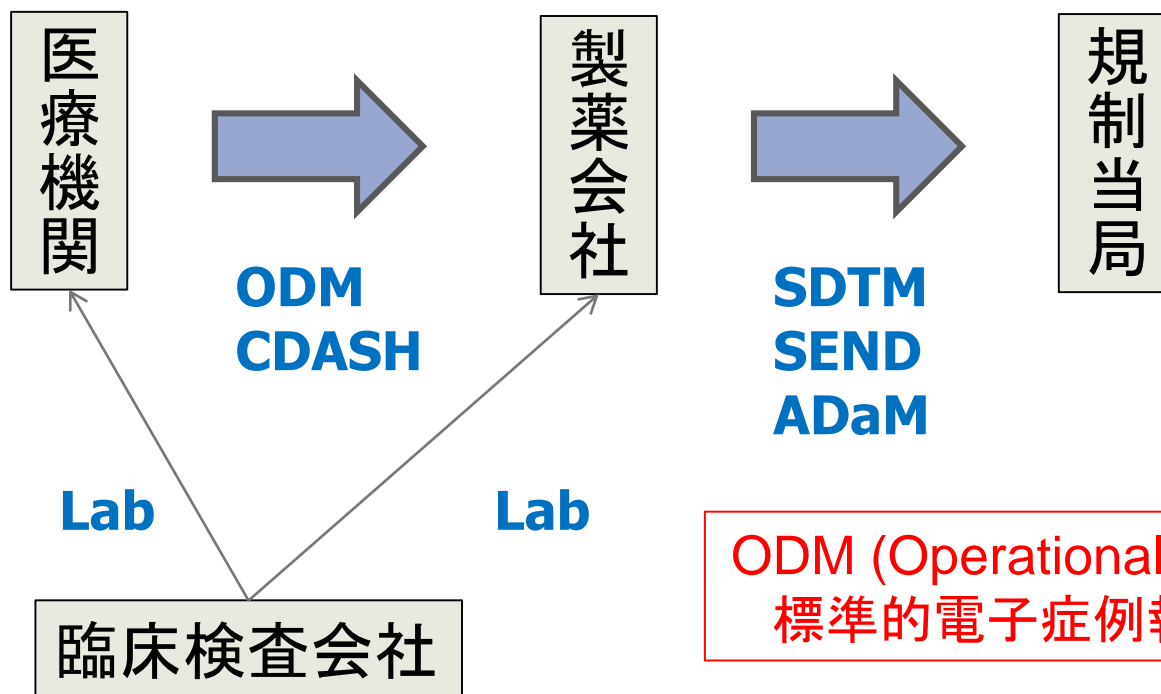 医療機関
製薬会社
規制当局
ODM
CDASH
SDTM
SEND
ADaM
Lab
Lab
ODM (Operational
標準的電子症例報
臨床検査会社